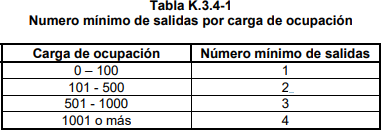 Tabla K.3.4-1
Numero mínimo de salidas por carga de ocupación
Carga de ocupación Número mínimo de salidas
0 – 100 1
101 - 500 2
501 - 1000 3
1001 o más 4